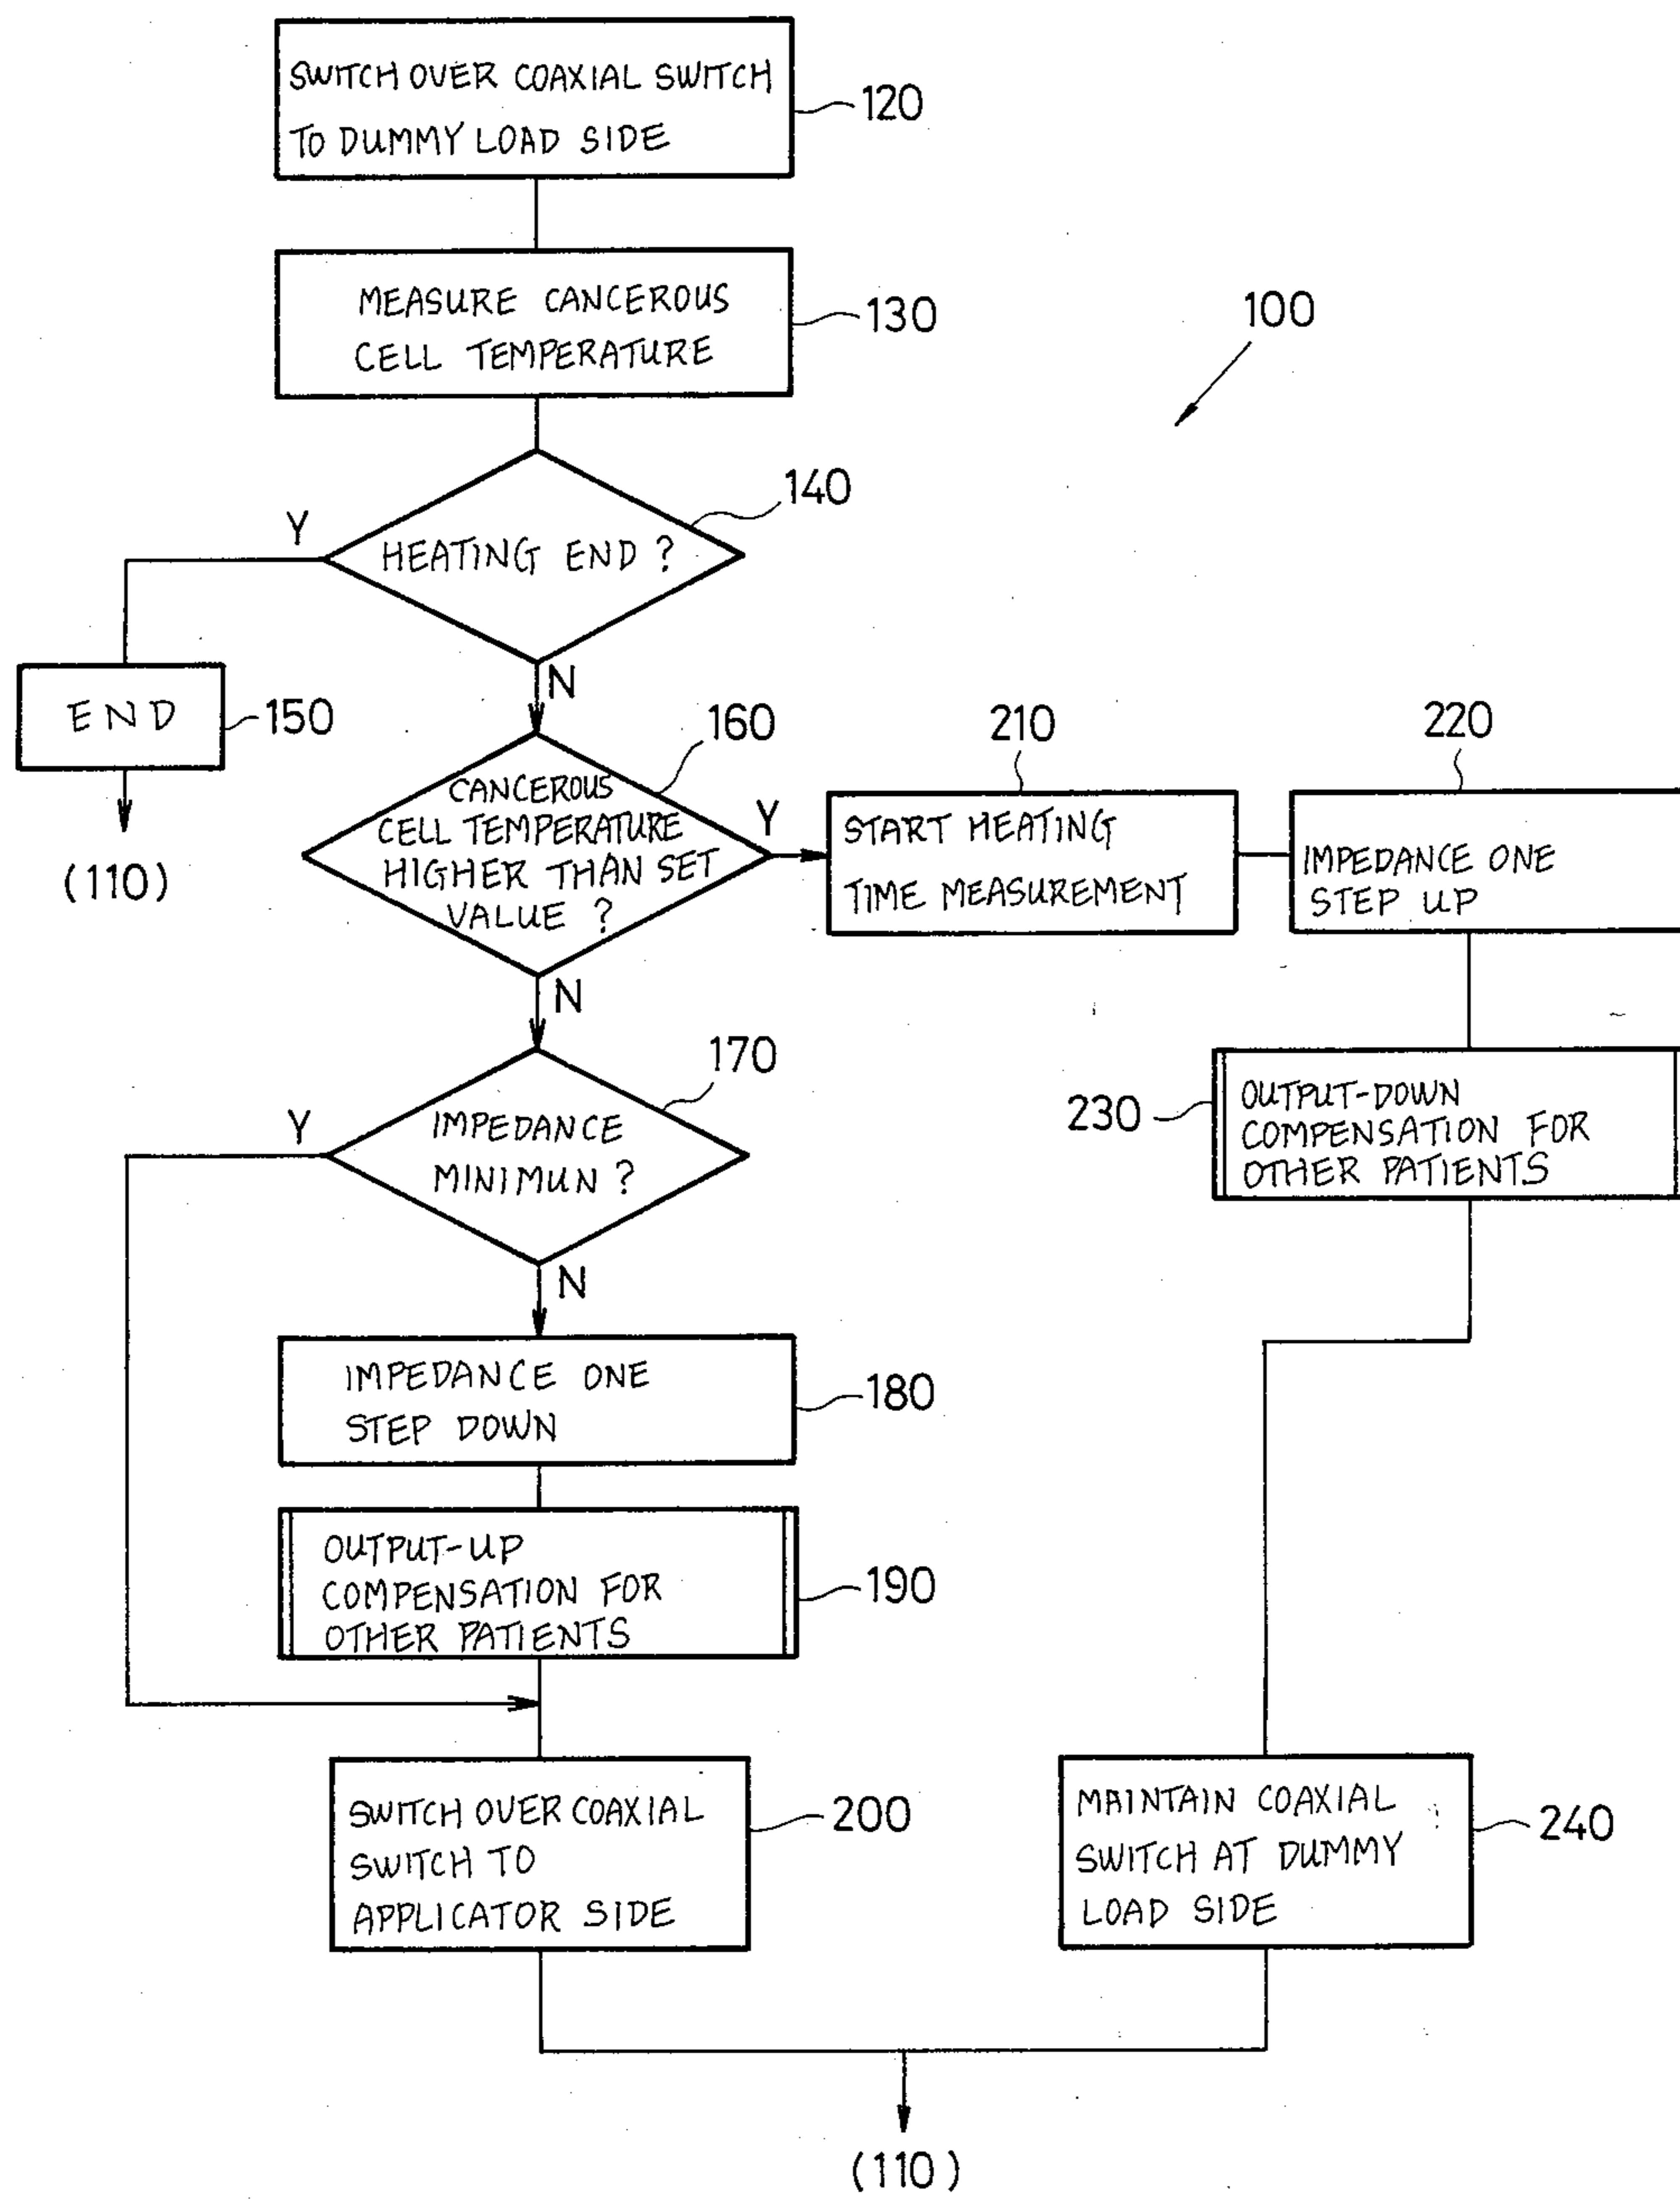 SWITCH OVER COAXIAL SWITCH
TO DUMMY LOAD SIDE
120
MEASURE CANCEROUS
CELL TEMPERATURE
130
100
140
Y
HEATING END ?
N
END
150
(110)
160
CANCEROUS
CELL TEMPERATURE
HIGHER THAN SET
VALUE ?
Y
N
210
START HEATING
TIME MEASUREMENT
220
IMPEDANCE ONE
STEP UP
170
Y
IMPEDANCE
MINIMUN ?
N
230
OUTPUT-DOWN
COMPENSATION FOR
OTHER PATIENTS
IMPEDANCE ONE
STEP DOWN
180
OUTPUT-UP
COMPENSATION FOR
OTHER PATIENTS
190
SWITCH OVER COAXIAL
SWITCH TO
APPLICATOR SIDE
200
MAINTAIN COAXIAL
SWITCH AT DUMMY
LOAD SIDE
240
(110)